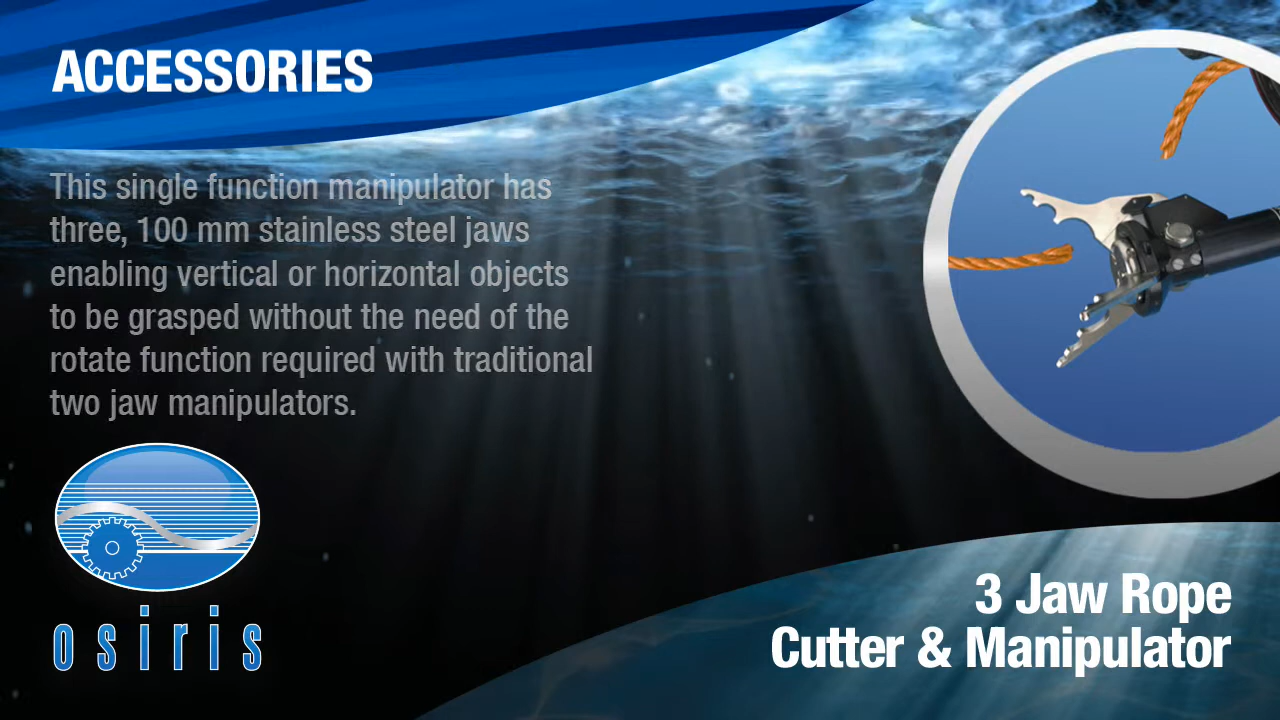 ACCESSORIES
This single function manipulator has
three, 100 mm stainless steel jaws
enabling vertical or horizontal objects
to be grasped without the need of the
rotate function required with traditional
two jaw manipulators.
osiris
3 Jaw Rope
Cutter & Manipulator